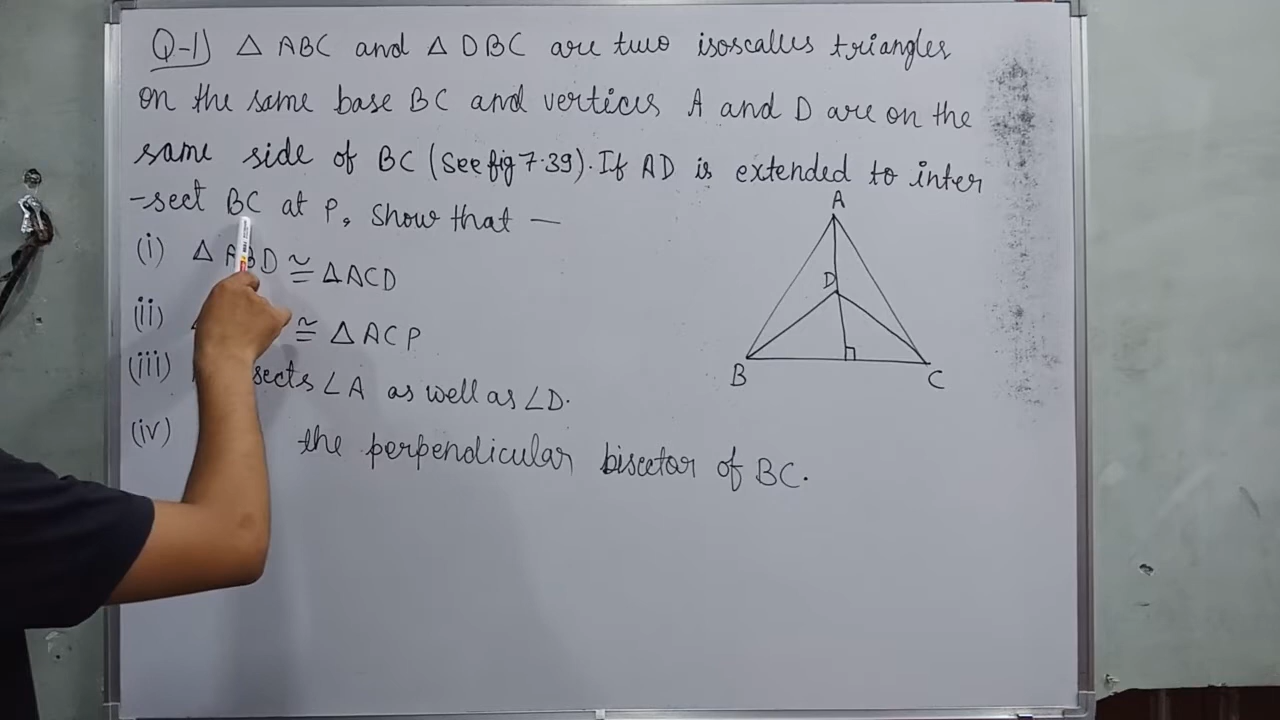 Q-1) △ ABC and △ DBC are two isoscalles triangles
on the same base BC and vertices A and D are on the
same side of BC (See fig 7.39). If AD is extended to inter
-sect BC at P, Show that —
(i) △ ABD ≅ △ACD
(ii) ≅ △ACP
(iii) sects ∠A as well as ∠D.
(iv) the perpendicular bisector of BC.
A
D
B
C